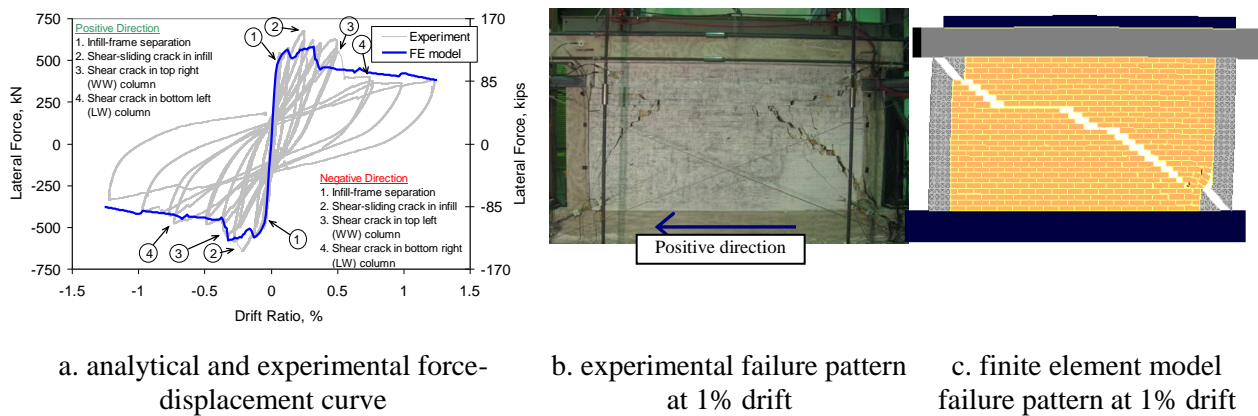 Positive Direction
1. Infill-frame separation
2. Shear-sliding crack in infill
3. Shear crack in top right
(WW) column
4. Shear crack in bottom left
(LW) column
Experiment
FE model
1
2
3
4
Negative Direction
1. Infill-frame separation
2. Shear-sliding crack in infill
3. Shear crack in top left
(WW) column
4. Shear crack in bottom right
(LW) column
4
3
2
1
Lateral Force, kN
750
500
250
0
-250
-500
-750
Lateral Force, kips
170
85
0
-85
-170
-1.5
-1
-0.5
0
0.5
1
1.5
Drift Ratio, %
Positive direction
a. analytical and experimental force-
displacement curve
b. experimental failure pattern
at 1% drift
c. finite element model
failure pattern at 1% drift